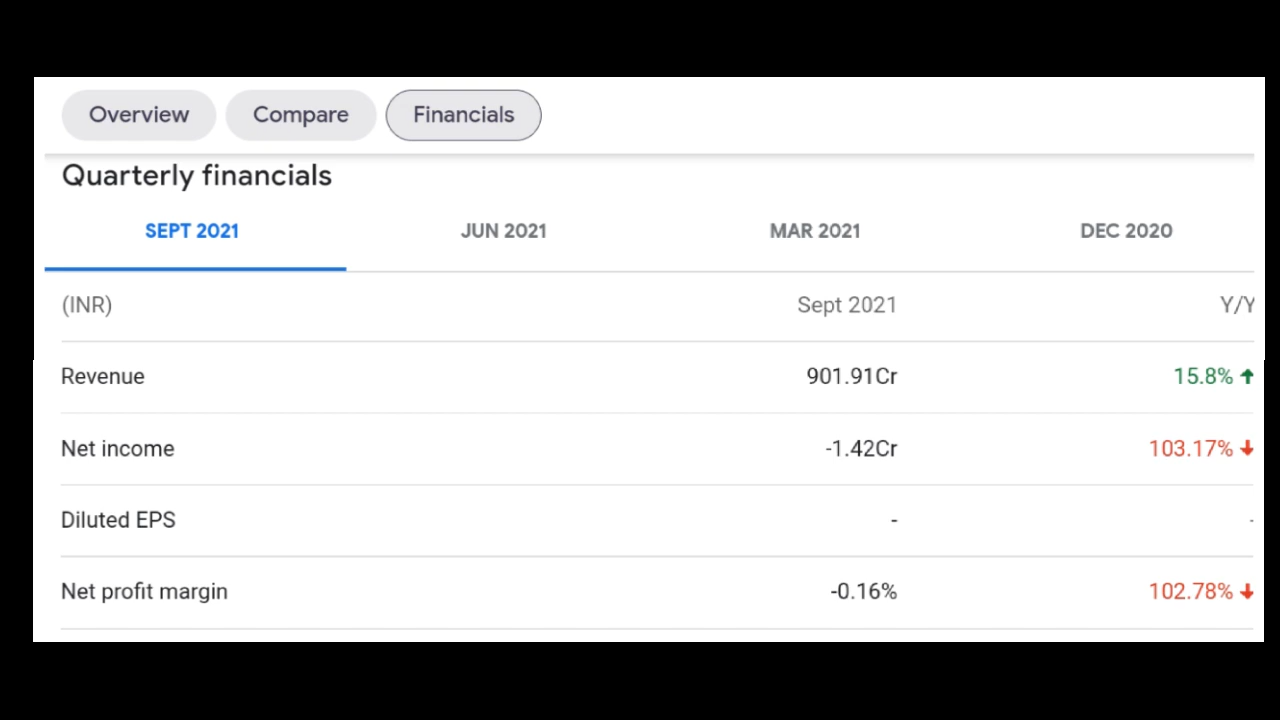 Overview Compare Financials
Quarterly financials
SEPT 2021 JUN 2021 MAR 2021 DEC 2020
(INR) Sept 2021 Y/Y
Revenue 901.91Cr 15.8% ↑
Net income -1.42Cr 103.17% ↓
Diluted EPS - -
Net profit margin -0.16% 102.78% ↓